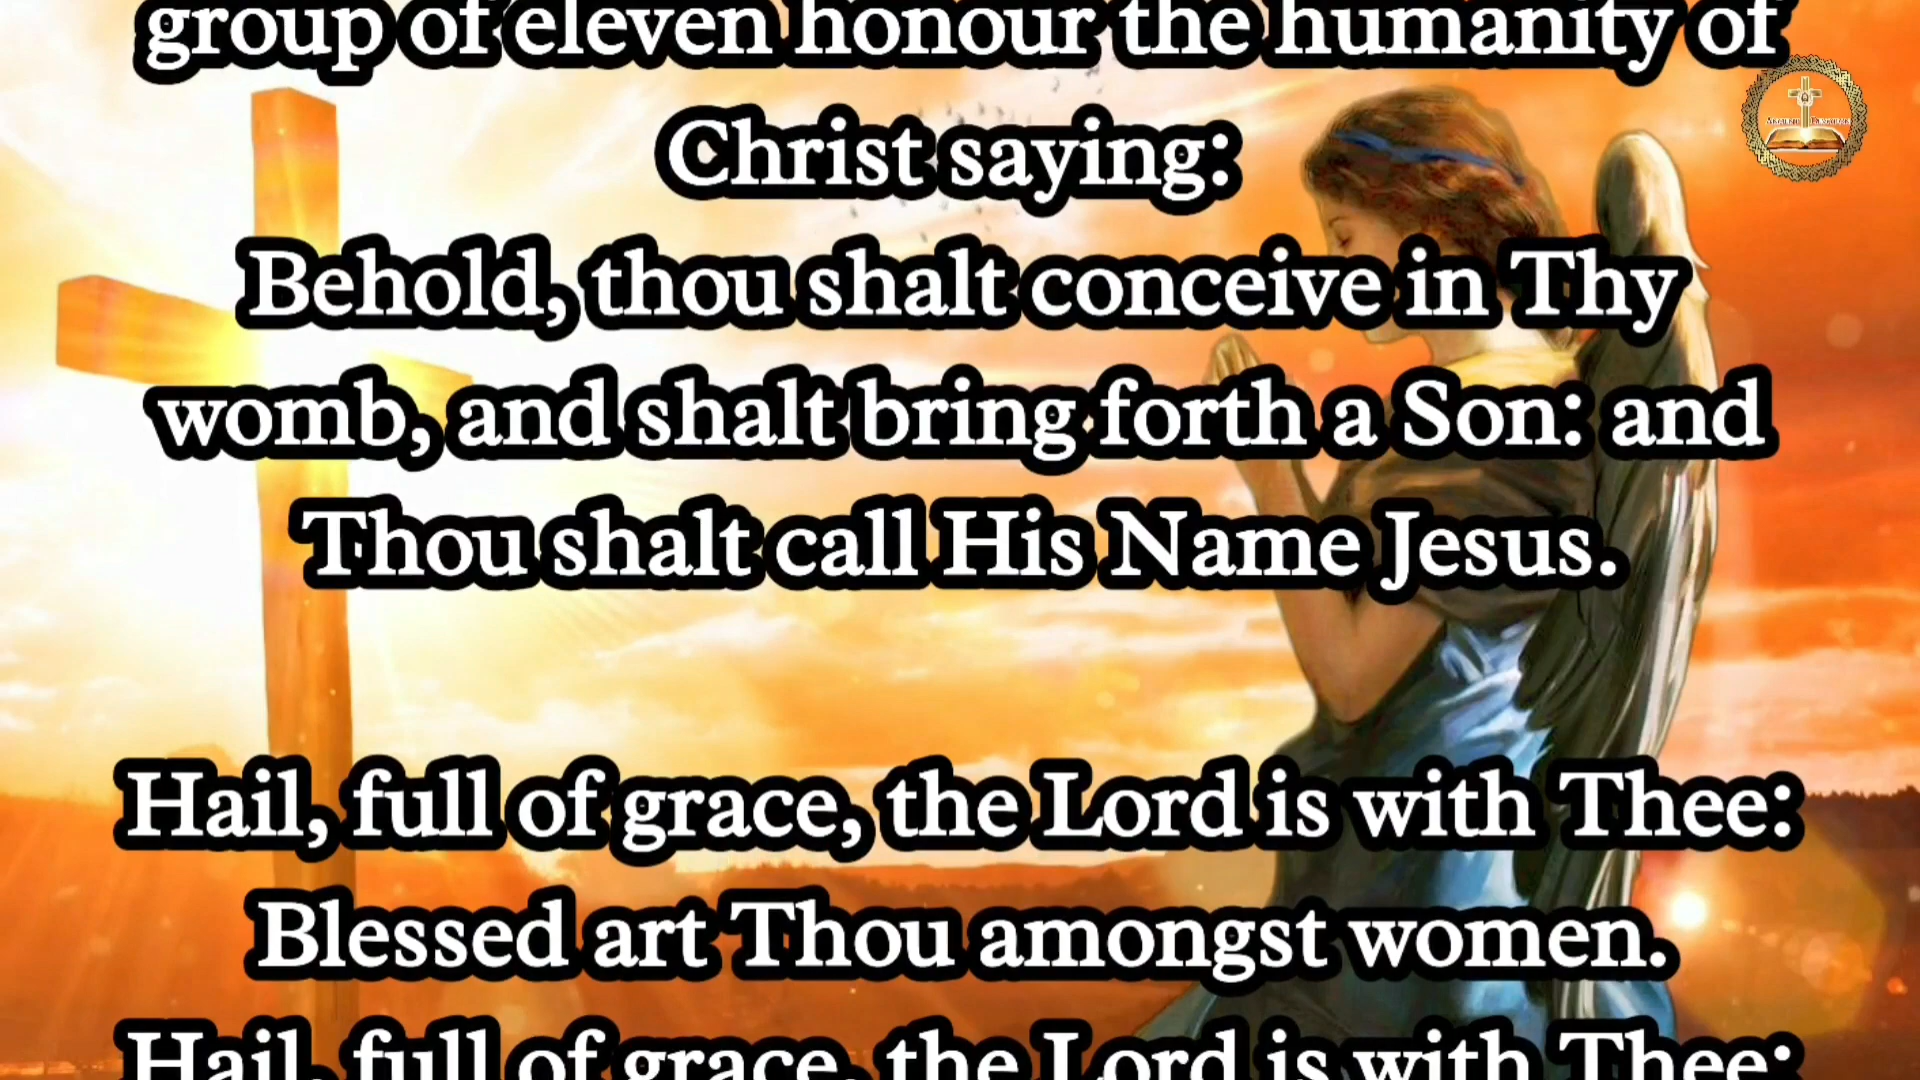 group of eleven honour the humanity of
Christ saying:
Behold, thou shalt conceive in Thy
womb, and shalt bring forth a Son: and
Thou shalt call His Name Jesus.
Hail, full of grace, the Lord is with Thee:
Blessed art Thou amongst women.
Hail, full of grace, the Lord is with Thee: